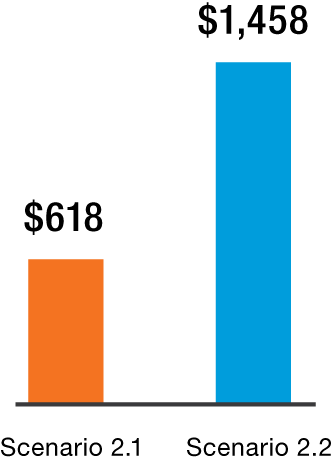 $1,458
$618
Scenario 2.1
Scenario 2.2